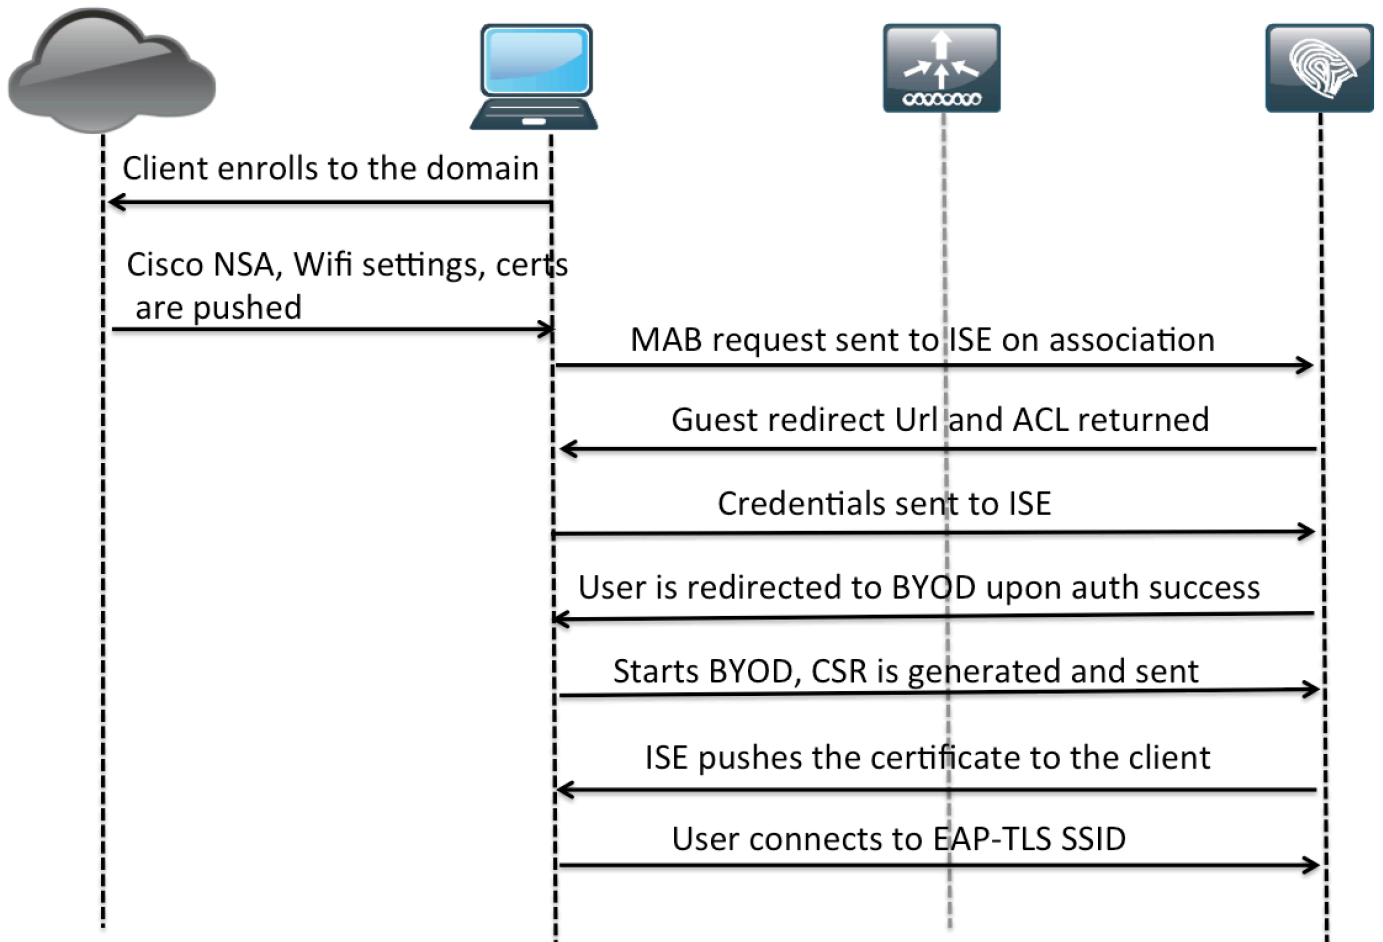 Client enrolls to the domain
Cisco NSA, Wifi settings, certs
are pushed
MAB request sent to ISE on association
Guest redirect Url and ACL returned
Credentials sent to ISE
User is redirected to BYOD upon auth success
Starts BYOD, CSR is generated and sent
ISE pushes the certificate to the client
User connects to EAP-TLS SSID